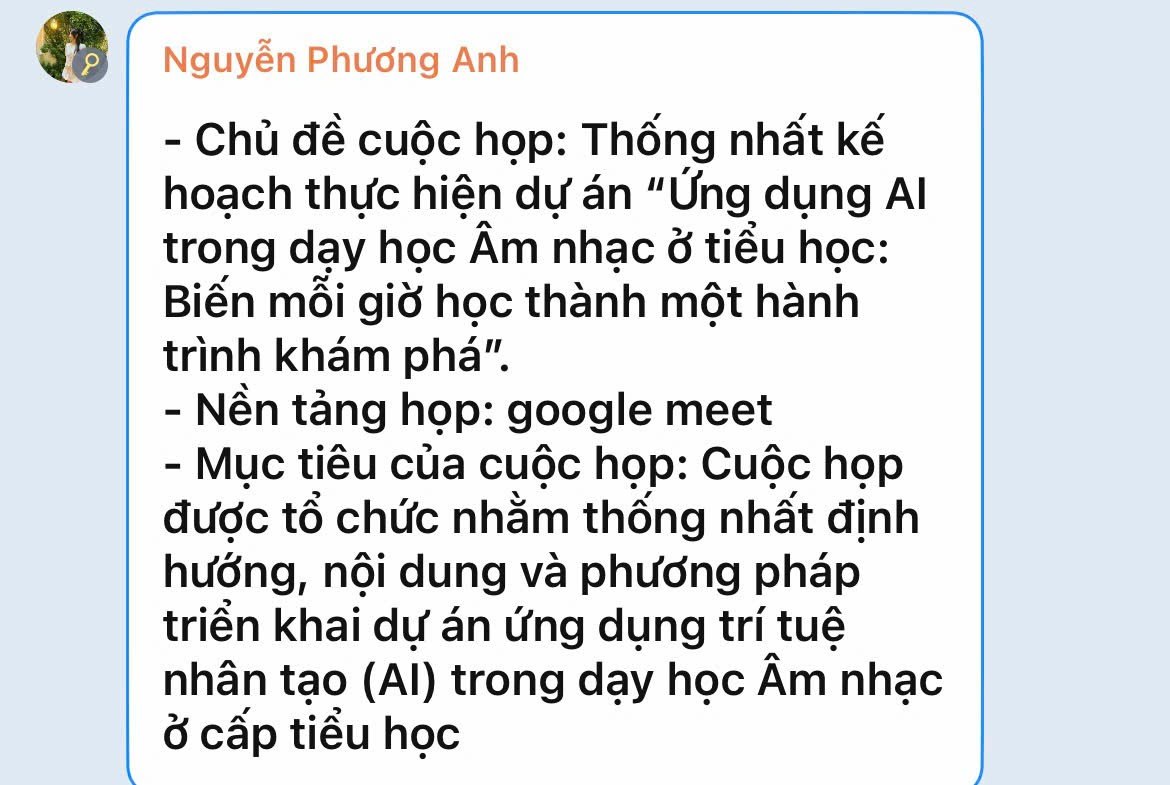 Nguyễn Phương Anh
- Chủ đề cuộc họp: Thống nhất kế
hoạch thực hiện dự án “Ứng dụng AI
trong dạy học Âm nhạc ở tiểu học:
Biến mỗi giờ học thành một hành
trình khám phá”.
- Nền tảng họp: google meet
- Mục tiêu của cuộc họp: Cuộc họp
được tổ chức nhằm thống nhất định
hướng, nội dung và phương pháp
triển khai dự án ứng dụng trí tuệ
nhân tạo (AI) trong dạy học Âm nhạc
ở cấp tiểu học